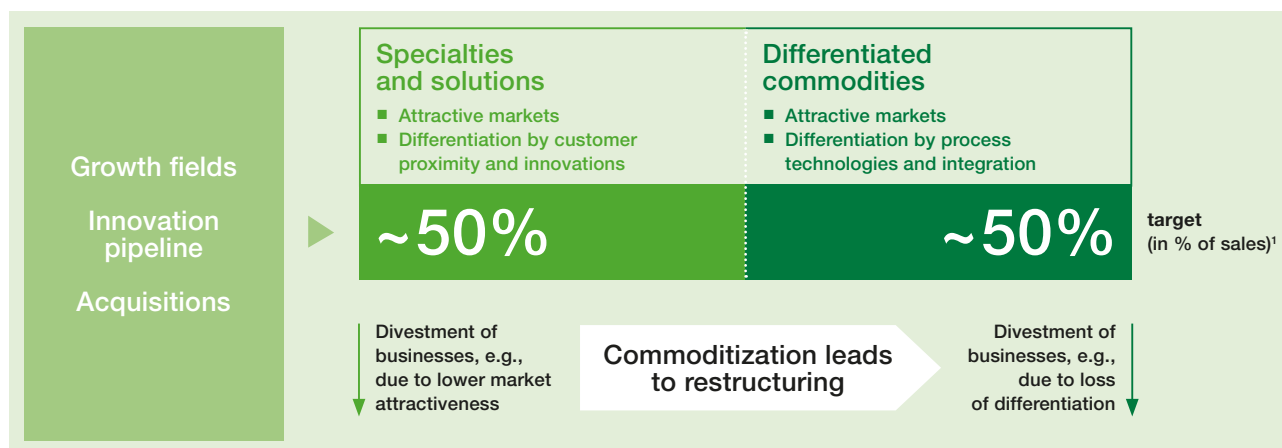 Growth fields
Innovation
pipeline
Acquisitions
Specialties
and solutions
■ Attractive markets
■ Differentiation by customer
proximity and innovations
Differentiated
commodities
■ Attractive markets
■ Differentiation by process
technologies and integration
~50%
~50%
target
(in % of sales)¹
Divestment of
businesses, e.g.,
due to lower market
attractiveness
Commoditization leads
to restructuring
Divestment of
businesses, e.g.,
due to loss
of differentiation